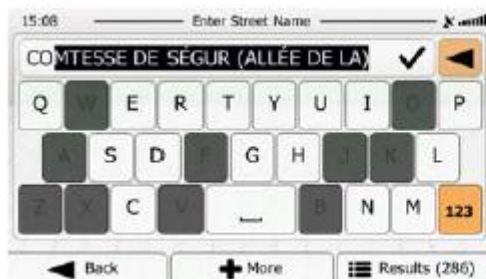 15:08 Enter Street Name
COMTESSE DE SÉGUR (ALLÉE DE LA)
Q W E R T Y U I O P
A S D F G H J K L
Z X C V B N M 123
Back More Results (286)